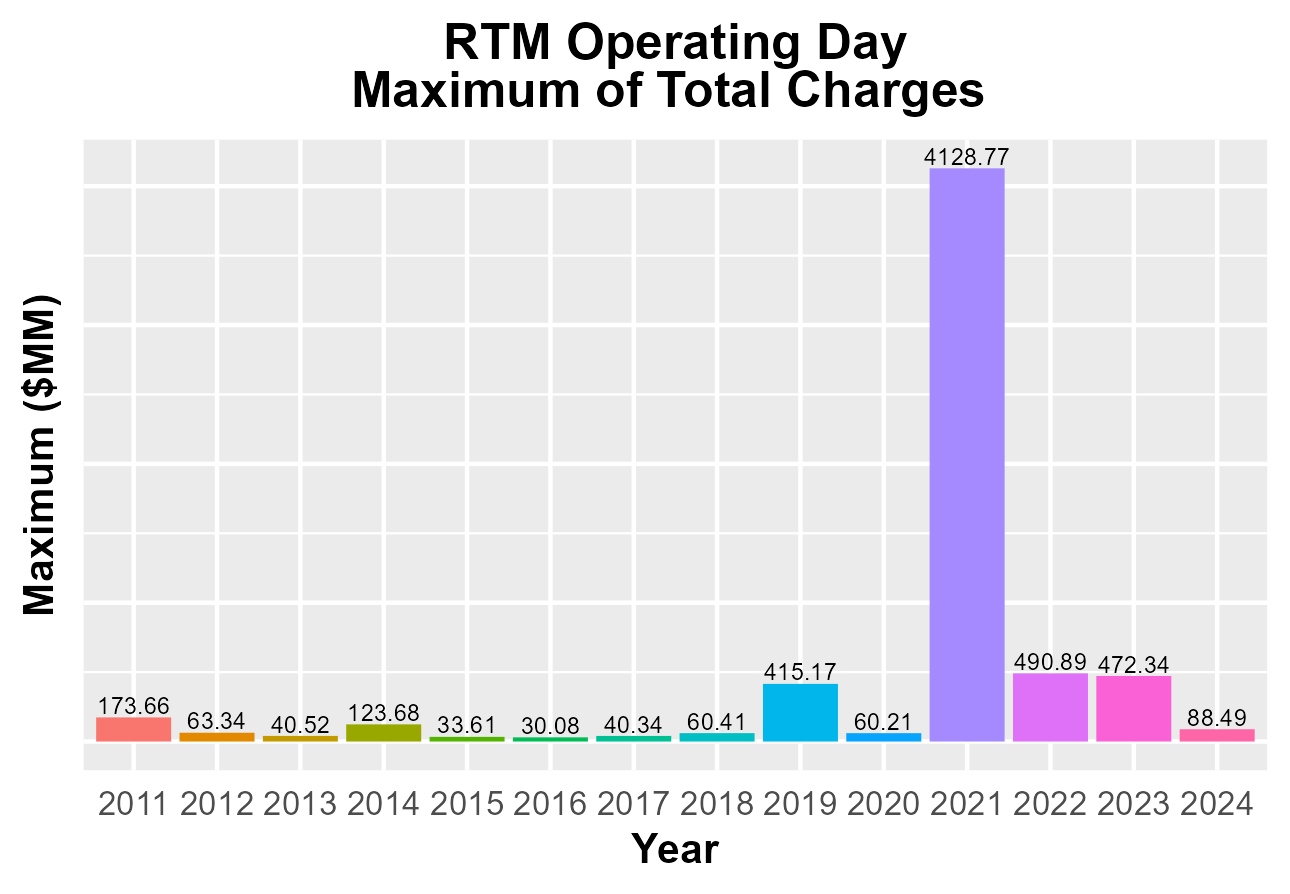 RTM Operating Day
Maximum of Total Charges
Maximum ($MM)
173.66 63.34 40.52 123.68 33.61 30.08 40.34 60.41 415.17 60.21 4128.77 490.89 472.34 88.49
2011 2012 2013 2014 2015 2016 2017 2018 2019 2020 2021 2022 2023 2024
Year